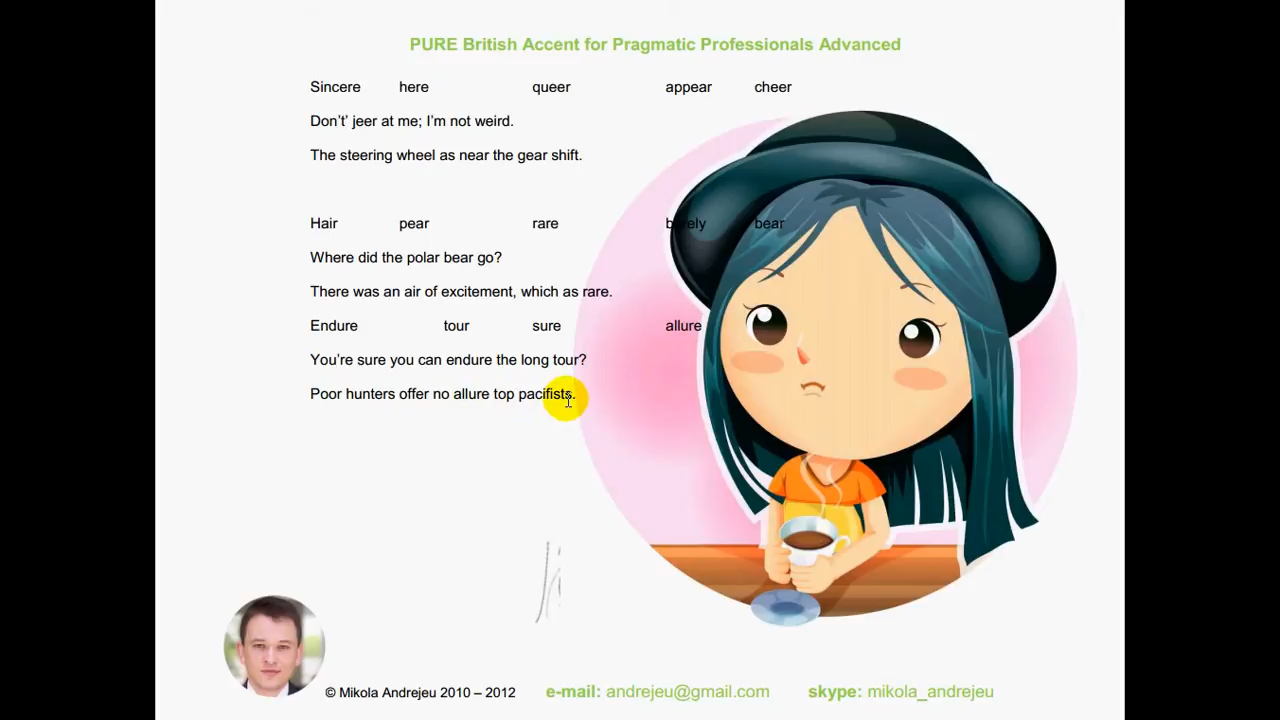 PURE British Accent for Pragmatic Professionals Advanced
Sincere here queer appear cheer
Don't' jeer at me; I'm not weird.
The steering wheel as near the gear shift.
Hair pear rare barely bear
Where did the polar bear go?
There was an air of excitement, which as rare.
Endure tour sure allure
You're sure you can endure the long tour?
Poor hunters offer no allure top pacifists.
© Mikola Andrejeu 2010 – 2012 e-mail: andrejeu@gmail.com skype: mikola_andrejeu